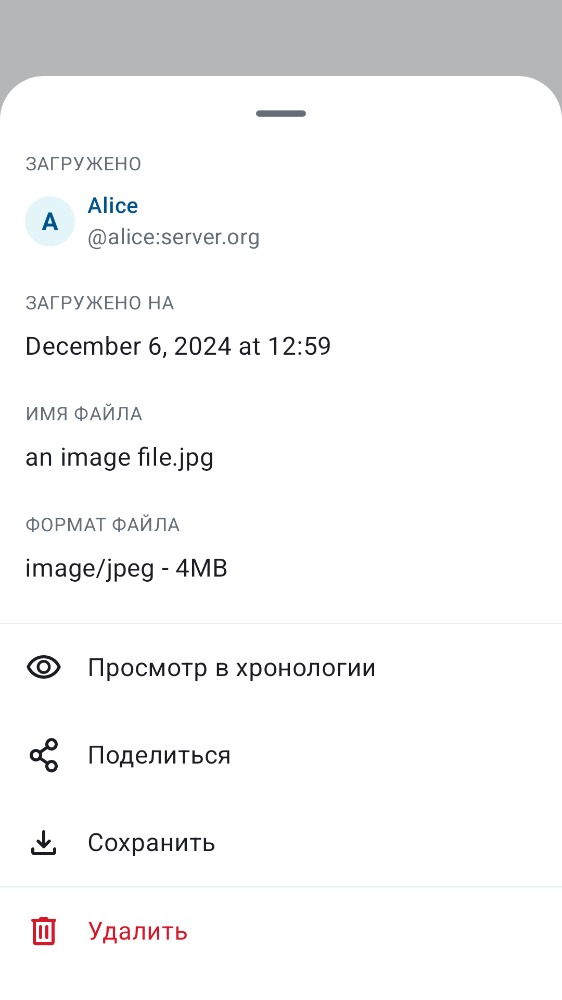 ЗАГРУЖЕНО
A
Alice
@alice:server.org
ЗАГРУЖЕНО НА
December 6, 2024 at 12:59
ИМЯ ФАЙЛА
an image file.jpg
ФОРМАТ ФАЙЛА
image/jpeg - 4MB
Просмотр в хронологии
Поделиться
Сохранить
Удалить